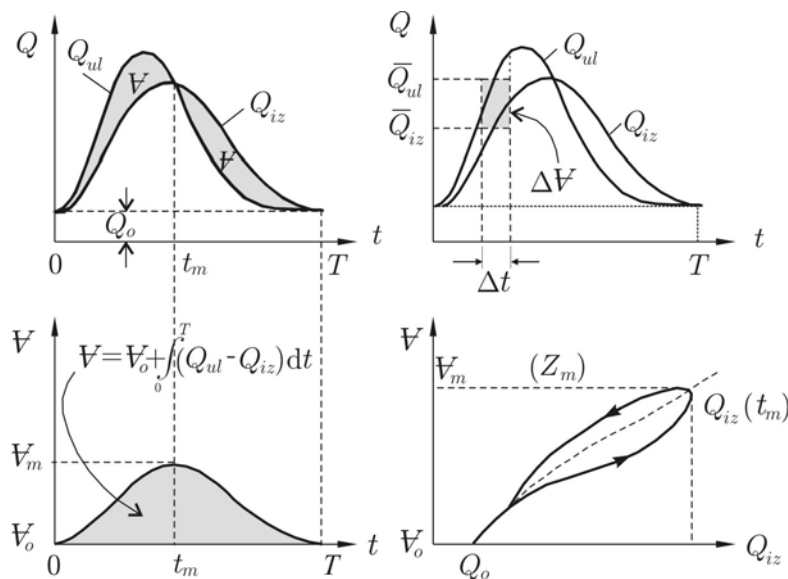 Q
Q_ul
V
Q_iz
V
Q_o
0
t_m
T
t
Q
Q_ul
Q̅_ul
Q_iz
Q̅_iz
ΔV
t
Δt
T
V
V=V_o+∫_0^T(Q_ul-Q_iz)dt
V_m
V_o
0
t_m
T
t
V
V_m
(Z_m)
Q_iz(t_m)
V_o
Q_o
Q_iz